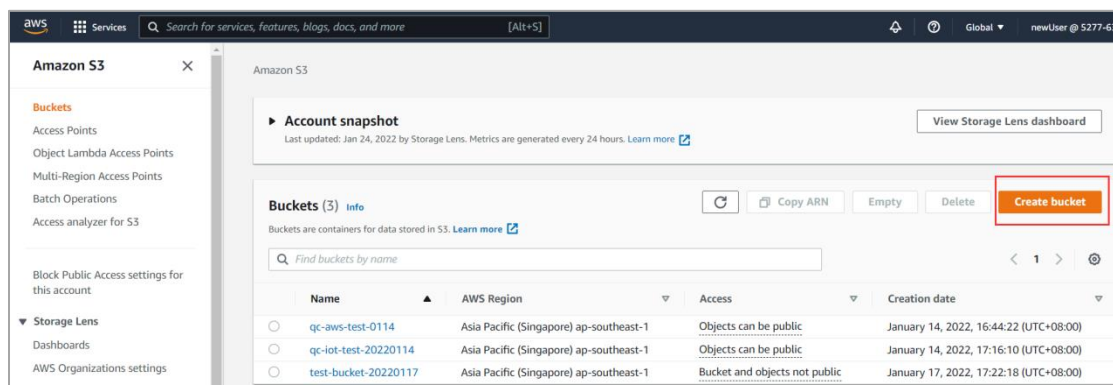 aws
Services
Search for services, features, blogs, docs, and more
[Alt+S]
Global
newUser @ 5277-6
Amazon S3
Buckets
Access Points
Object Lambda Access Points
Multi-Region Access Points
Batch Operations
Access analyzer for S3
Block Public Access settings for
this account
Storage Lens
Dashboards
AWS Organizations settings
Amazon S3
Account snapshot
Last updated: Jan 24, 2022 by Storage Lens. Metrics are generated every 24 hours. Learn more
View Storage Lens dashboard
Buckets (3) Info
Buckets are containers for data stored in S3. Learn more
Copy ARN
Empty
Delete
Create bucket
Find buckets by name
1
Name AWS Region Access Creation date
qc-aws-test-0114 Asia Pacific (Singapore) ap-southeast-1 Objects can be public January 14, 2022, 16:44:22 (UTC+08:00)
qc-iot-test-20220114 Asia Pacific (Singapore) ap-southeast-1 Objects can be public January 14, 2022, 17:16:10 (UTC+08:00)
test-bucket-20220117 Asia Pacific (Singapore) ap-southeast-1 Bucket and objects not public January 17, 2022, 17:22:18 (UTC+08:00)